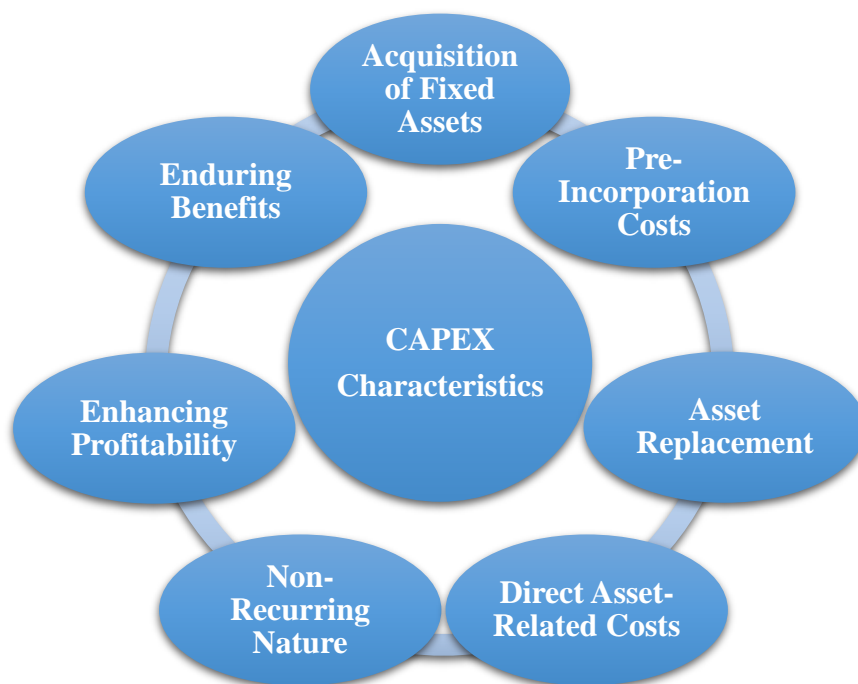 Acquisition
of Fixed
Assets
Pre-
Incorporation
Costs
Asset
Replacement
Direct Asset-
Related Costs
Non-
Recurring
Nature
Enhancing
Profitability
Enduring
Benefits
CAPEX
Characteristics